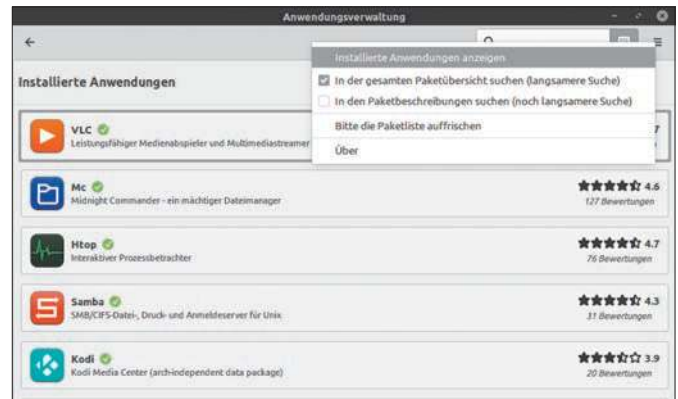 Anwendungsverwaltung
Installierte Anwendungen anzeigen
Installierte Anwendungen
In der gesamten Paketübersicht suchen (langsamere Suche)
In den Paketbeschreibungen suchen (noch langsamere Suche)
Bitte die Paketliste auffrischen
Über
VLC
Leistungsfähiger Medienabspieler und Multimediastreamer
Mc
4.6
Midnight Commander - ein mächtiger Dateimanager
127 Bewertungen
Htop
4.7
Interaktiver Prozessbetrachter
76 Bewertungen
Samba
4.3
SMB/CIFS-Datei-, Druck- und Anmeldeserver für Unix
31 Bewertungen
Kodi
3.9
Kodi Media Center (arch-independent data package)
20 Bewertungen